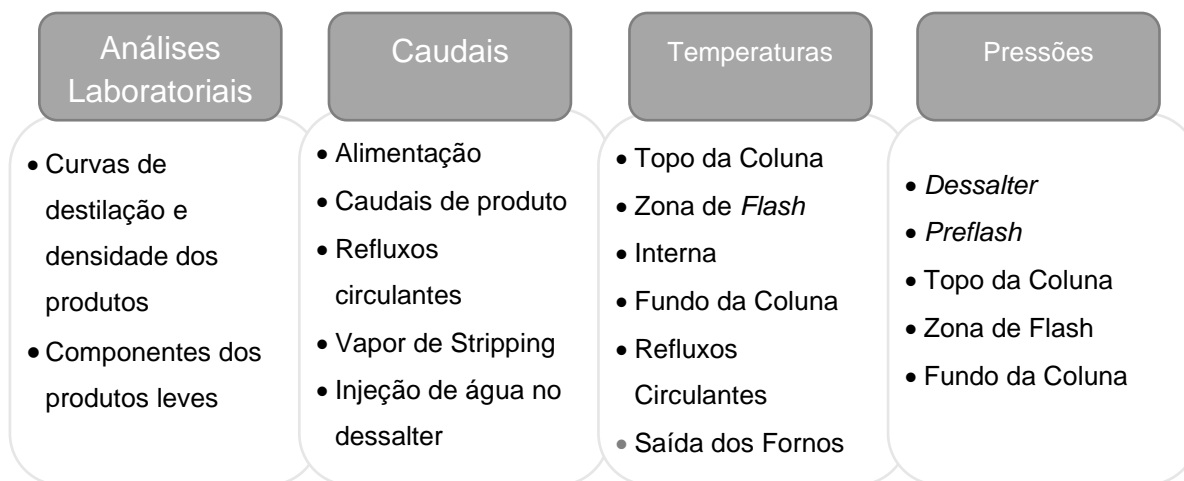 Análises
Laboratoriais
• Curvas de
destilação e
densidade dos
produtos
• Componentes dos
produtos leves
Caudais
• Alimentação
• Caudais de produto
• Refluxos
circulantes
• Vapor de Stripping
• Injeção de água no
dessalter
Temperaturas
• Topo da Coluna
• Zona de Flash
• Interna
• Fundo da Coluna
• Refluxos
Circulantes
• Saída dos Fornos
Pressões
• Dessalter
• Preflash
• Topo da Coluna
• Zona de Flash
• Fundo da Coluna